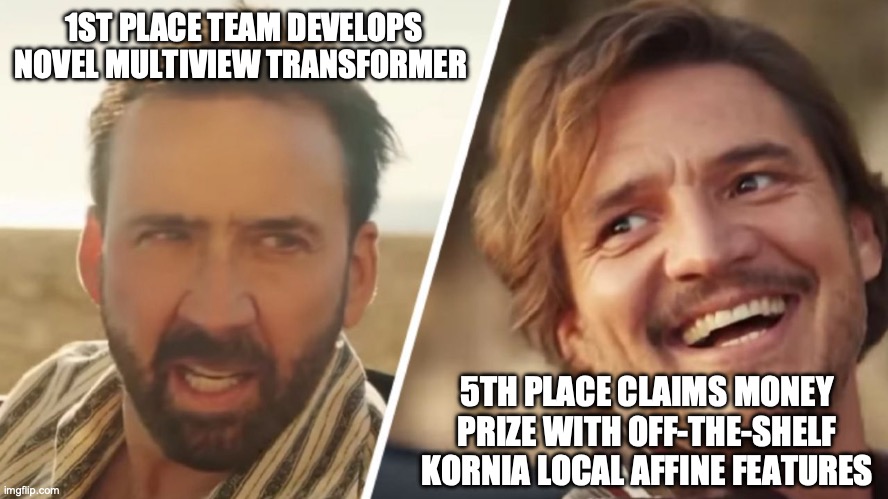 1ST PLACE TEAM DEVELOPS
NOVEL MULTIVIEW TRANSFORMER
5TH PLACE CLAIMS MONEY
PRIZE WITH OFF-THE-SHELF
KORNIA LOCAL AFFINE FEATURES
imgflip.com